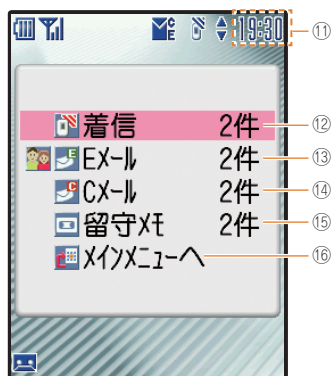 19:30 ⑪
着信 2件 ⑫
Eメール 2件 ⑬
Cメール 2件 ⑭
留守メモ 2件 ⑮
メインメニューへ ⑯